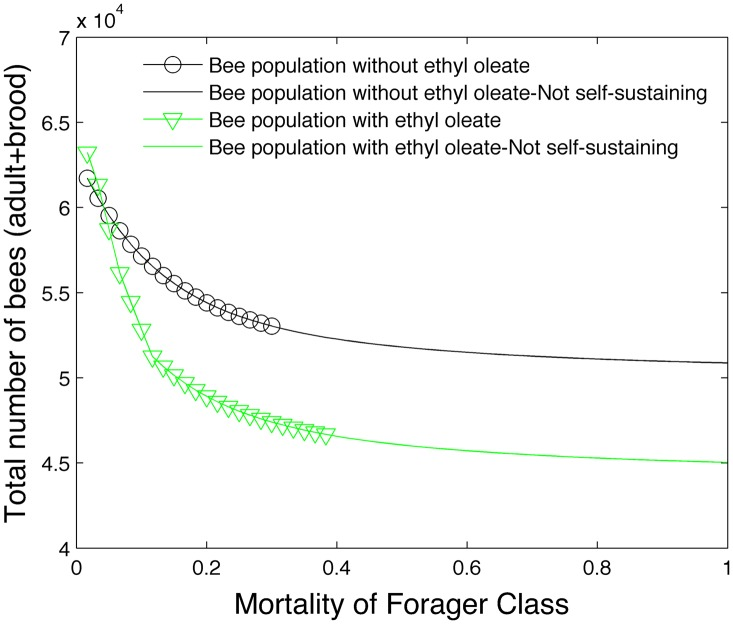 x 10^4
7
6.5
6
5.5
5
4.5
4
0 0.2 0.4 0.6 0.8 1
Total number of bees (adult+brood)
Mortality of Forager Class
Bee population without ethyl oleate
Bee population without ethyl oleate-Not self-sustaining
Bee population with ethyl oleate
Bee population with ethyl oleate-Not self-sustaining